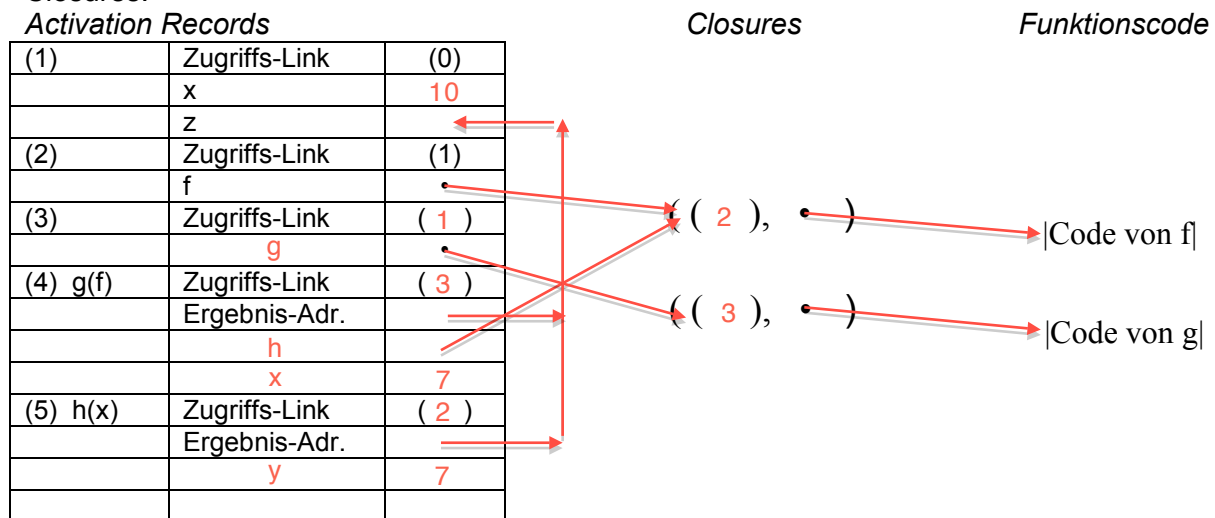 Closures:
Activation Records Closures Funktionscode
(1) Zugriffs-Link (0)
x 10
z
(2) Zugriffs-Link (1)
f
(3) Zugriffs-Link ( 1 )
g
(4) g(f) Zugriffs-Link ( 3 )
Ergebnis-Adr.
h
x 7
(5) h(x) Zugriffs-Link ( 2 )
Ergebnis-Adr.
y 7
( ( 2 ), • )
|Code von f|
( ( 3 ), • )
|Code von g|